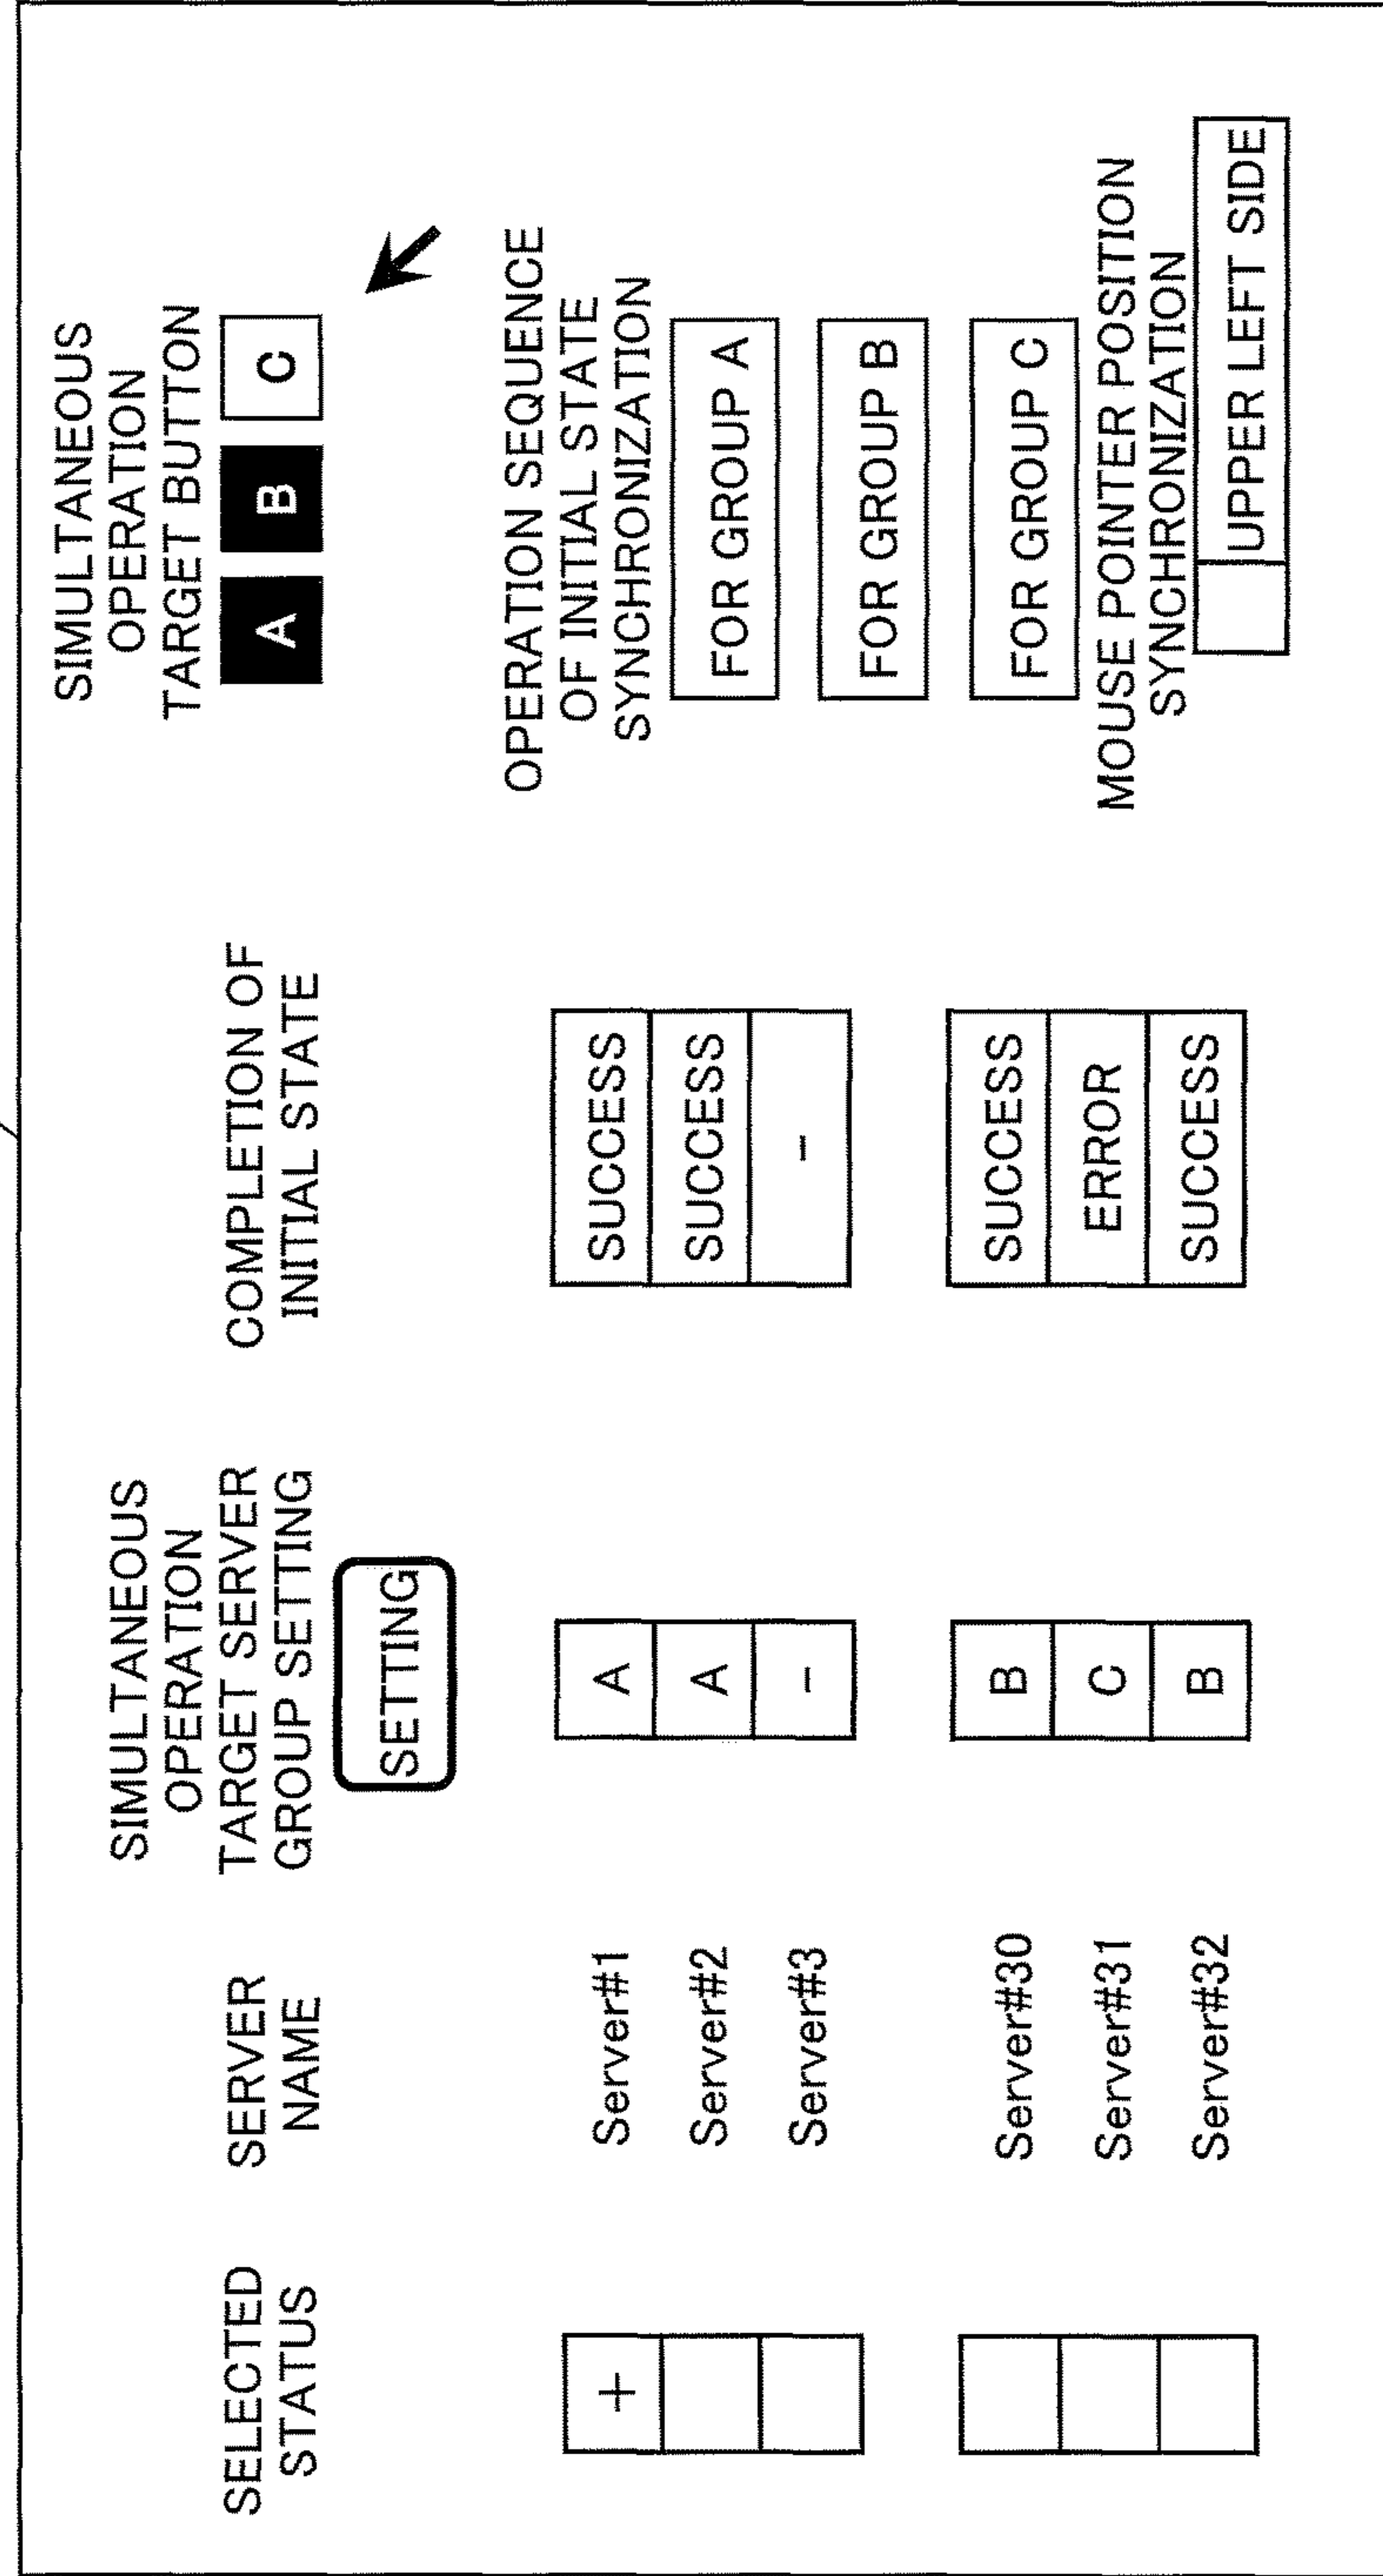 SELECTED
STATUS
SERVER
NAME
SIMULTANEOUS
OPERATION
TARGET SERVER
GROUP SETTING
SETTING
COMPLETION OF
INITIAL STATE
SIMULTANEOUS
OPERATION
TARGET BUTTON
A B C
+ Server#1 A SUCCESS
Server#2 A SUCCESS
Server#3 − −
Server#30 B SUCCESS
Server#31 C ERROR
Server#32 B SUCCESS
OPERATION SEQUENCE
OF INITIAL STATE
SYNCHRONIZATION
FOR GROUP A
FOR GROUP B
FOR GROUP C
MOUSE POINTER POSITION
SYNCHRONIZATION
UPPER LEFT SIDE